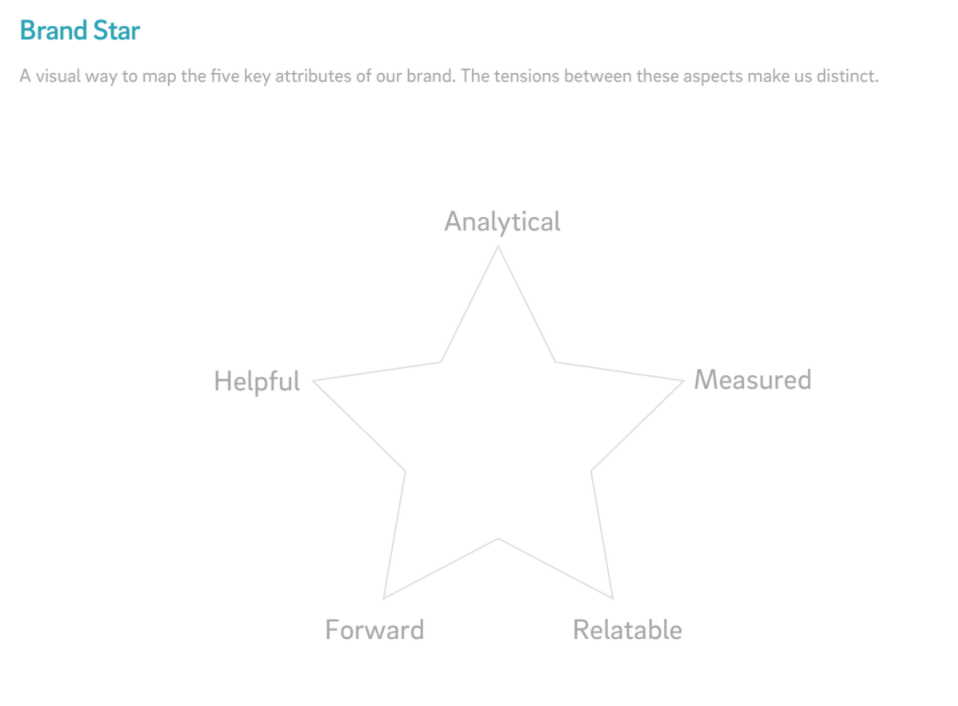 Brand Star
A visual way to map the five key attributes of our brand. The tensions between these aspects make us distinct.
Analytical
Helpful
Measured
Forward
Relatable